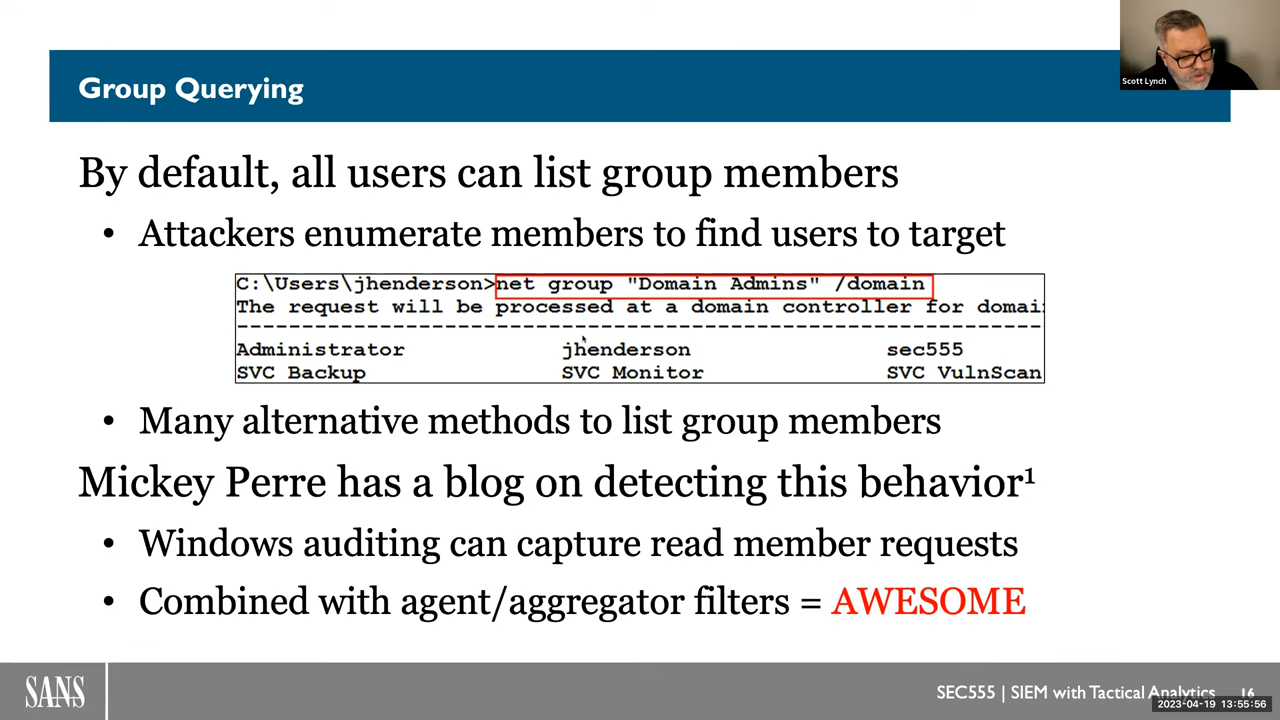 Scott Lynch
Group Querying
By default, all users can list group members
• Attackers enumerate members to find users to target
C:\Users\jhenderson>net group "Domain Admins" /domain
The request will be processed at a domain controller for domai
-------------------------------------------------------------------------------
Administrator jhenderson sec555
SVC Backup SVC Monitor SVC VulnScan
• Many alternative methods to list group members
Mickey Perre has a blog on detecting this behavior¹
• Windows auditing can capture read member requests
• Combined with agent/aggregator filters = AWESOME
SANS
SEC555 | SIEM with Tactical Analytics 16
2023-04-19 13:55:56